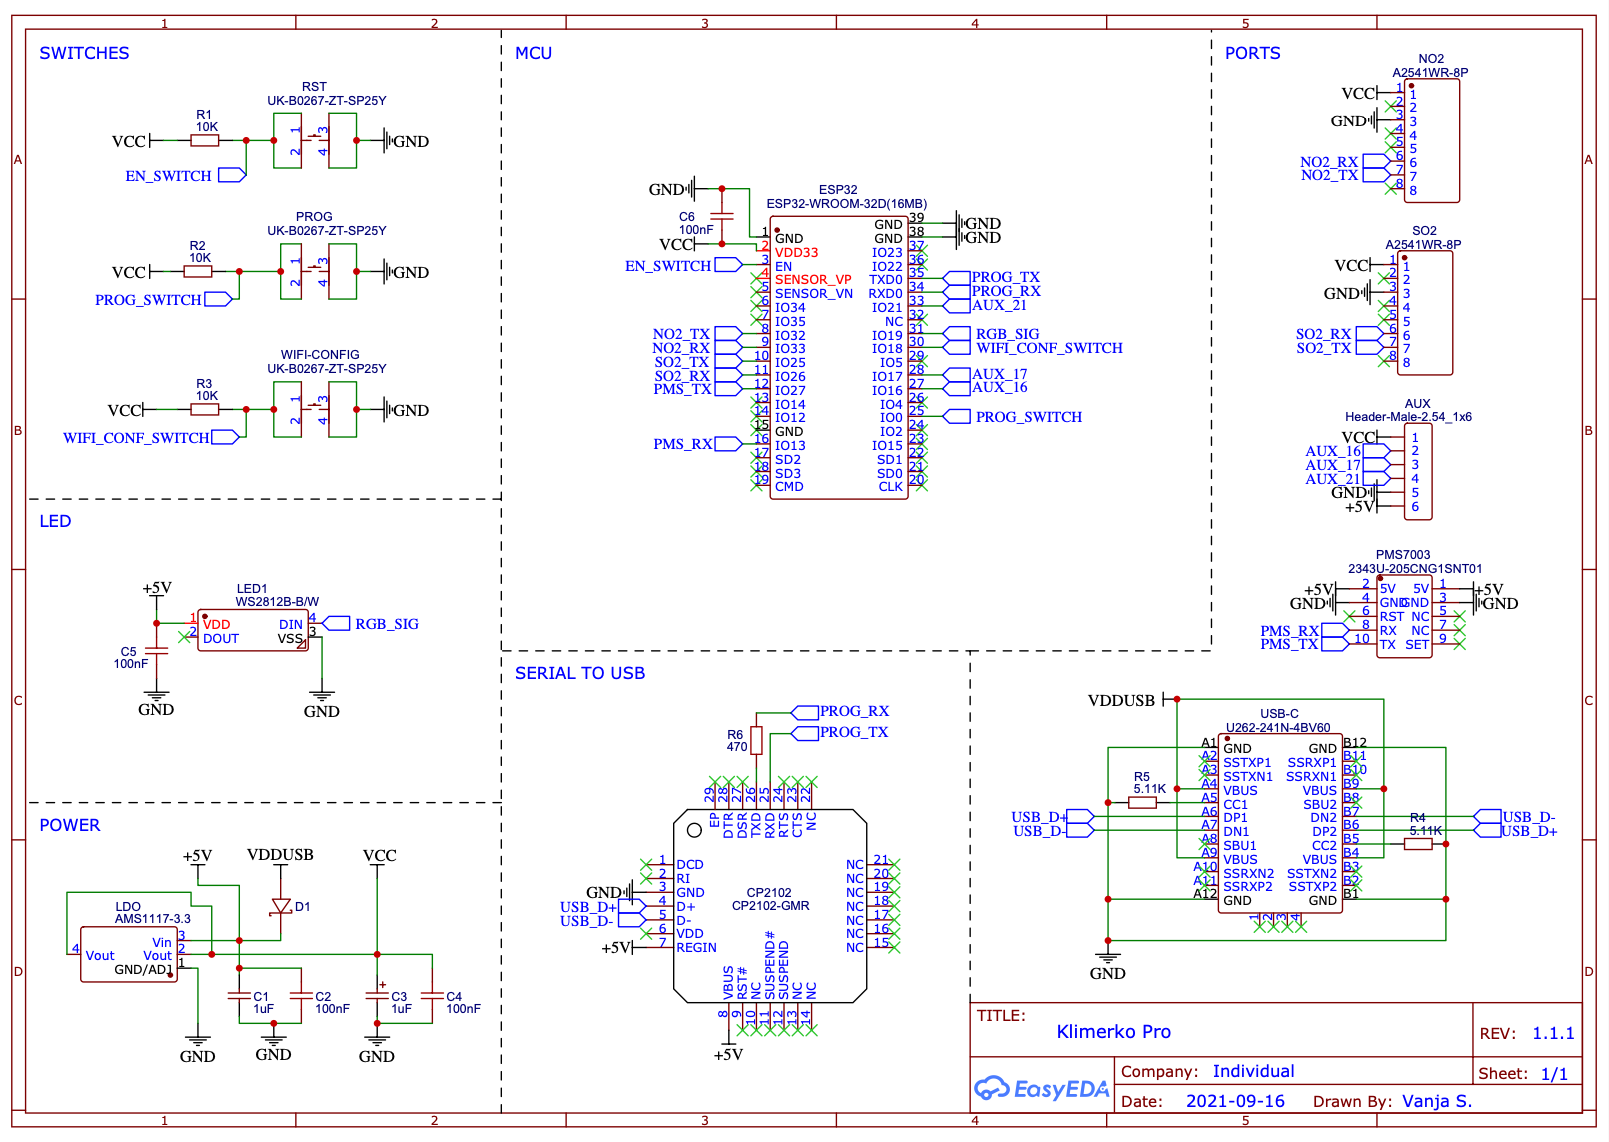 1 2 3 4 5
A
B
C
D
A
B
C
D
SWITCHES
RST
UK-B0267-ZT-SP25Y
R1
10K
VCC
1 3
2 4
GND
EN_SWITCH
PROG
UK-B0267-ZT-SP25Y
R2
10K
VCC
1 3
2 4
GND
PROG_SWITCH
WIFI-CONFIG
UK-B0267-ZT-SP25Y
R3
10K
VCC
1 3
2 4
GND
WIFI_CONF_SWITCH
LED
+5V
LED1
WS2812B-B/W
1 VDD DIN 4
2 DOUT VSS 3
RGB_SIG
C5
100nF
GND
GND
POWER
+5V
VDDUSB
VCC
LDO
AMS1117-3.3
D1
Vin 3
4 Vout Vout 2
GND/ADJ 1
C1
1uF
C2
100nF
+
C3
1uF
C4
100nF
GND
GND
GND
MCU
GND
C6
100nF
VCC
ESP32
ESP32-WROOM-32D(16MB)
GND 39 GND
1 GND GND 38 GND
2 VDD33 IO23 37
EN_SWITCH 3 EN IO22 36
4 SENSOR_VP TXD0 35 PROG_TX
5 SENSOR_VN RXD0 34 PROG_RX
6 IO34 IO21 33 AUX_21
7 IO35 NC 32
NO2_TX 8 IO32 IO19 31 RGB_SIG
NO2_RX 9 IO33 IO18 30 WIFI_CONF_SWITCH
SO2_TX 10 IO25 IO5 29
SO2_RX 11 IO26 IO17 28 AUX_17
PMS_TX 12 IO27 IO16 27 AUX_16
13 IO14 IO4 26
14 IO12 IO0 25 PROG_SWITCH
15 GND IO2 24
PMS_RX 16 IO13 IO15 23
17 SD2 SD1 22
18 SD3 SD0 21
19 CMD CLK 20
SERIAL TO USB
R6
470
PROG_RX
PROG_TX
29 28 27 26 25 24 23 22
EP DTR DSR TXD RXD RTS CTS NC
CP2102
CP2102-GMR
1 DCD NC 21
2 RI NC 20
GND 3 GND NC 19
USB_D+ 4 D+ NC 18
USB_D- 5 D- NC 17
6 VDD NC 16
+5V 7 REGIN NC 15
VBUS RST# NC SUSPEND# SUSPEND NC NC
8 9 10 11 12 13 14
+5V
PORTS
NO2
A2541WR-8P
VCC 1 1
2 2
GND 3 3
4 4
5 5
NO2_RX 6 6
NO2_TX 7 7
8 8
SO2
A2541WR-8P
VCC 1 1
2 2
GND 3 3
4 4
5 5
SO2_RX 6 6
SO2_TX 7 7
8 8
AUX
Header-Male-2.54_1x6
VCC 1
AUX_16 2
AUX_17 3
AUX_21 4
GND 5
+5V 6
PMS7003
2343U-205CNG1SNT01
+5V 2 5V 5V 1 +5V
GND 4 GND GND 3 GND
6 RST NC 5
PMS_RX 8 RX NC 7
PMS_TX 10 TX SET 9
VDDUSB
USB-C
U262-241N-4BV60
A1 GND GND B12
A2 SSTXP1 SSRXP1 B11
A3 SSTXN1 SSRXN1 B10
A4 VBUS VBUS B9
R5
5.11K
A5 CC1 SBU2 B8
USB_D+ A6 DP1 DN2 B7 USB_D-
USB_D- A7 DN1 DP2 B6 USB_D+
R4
5.11K
A8 SBU1 CC2 B5
A9 VBUS VBUS B4
A10 SSRXN2 SSTXN2 B3
A11 SSRXP2 SSTXP2 B2
A12 GND GND B1
1 2 3 4
GND
TITLE:
Klimerko Pro
REV: 1.1.1
EasyEDA
Company: Individual
Sheet: 1/1
Date: 2021-09-16 Drawn By: Vanja S.
1 2 3 4 5